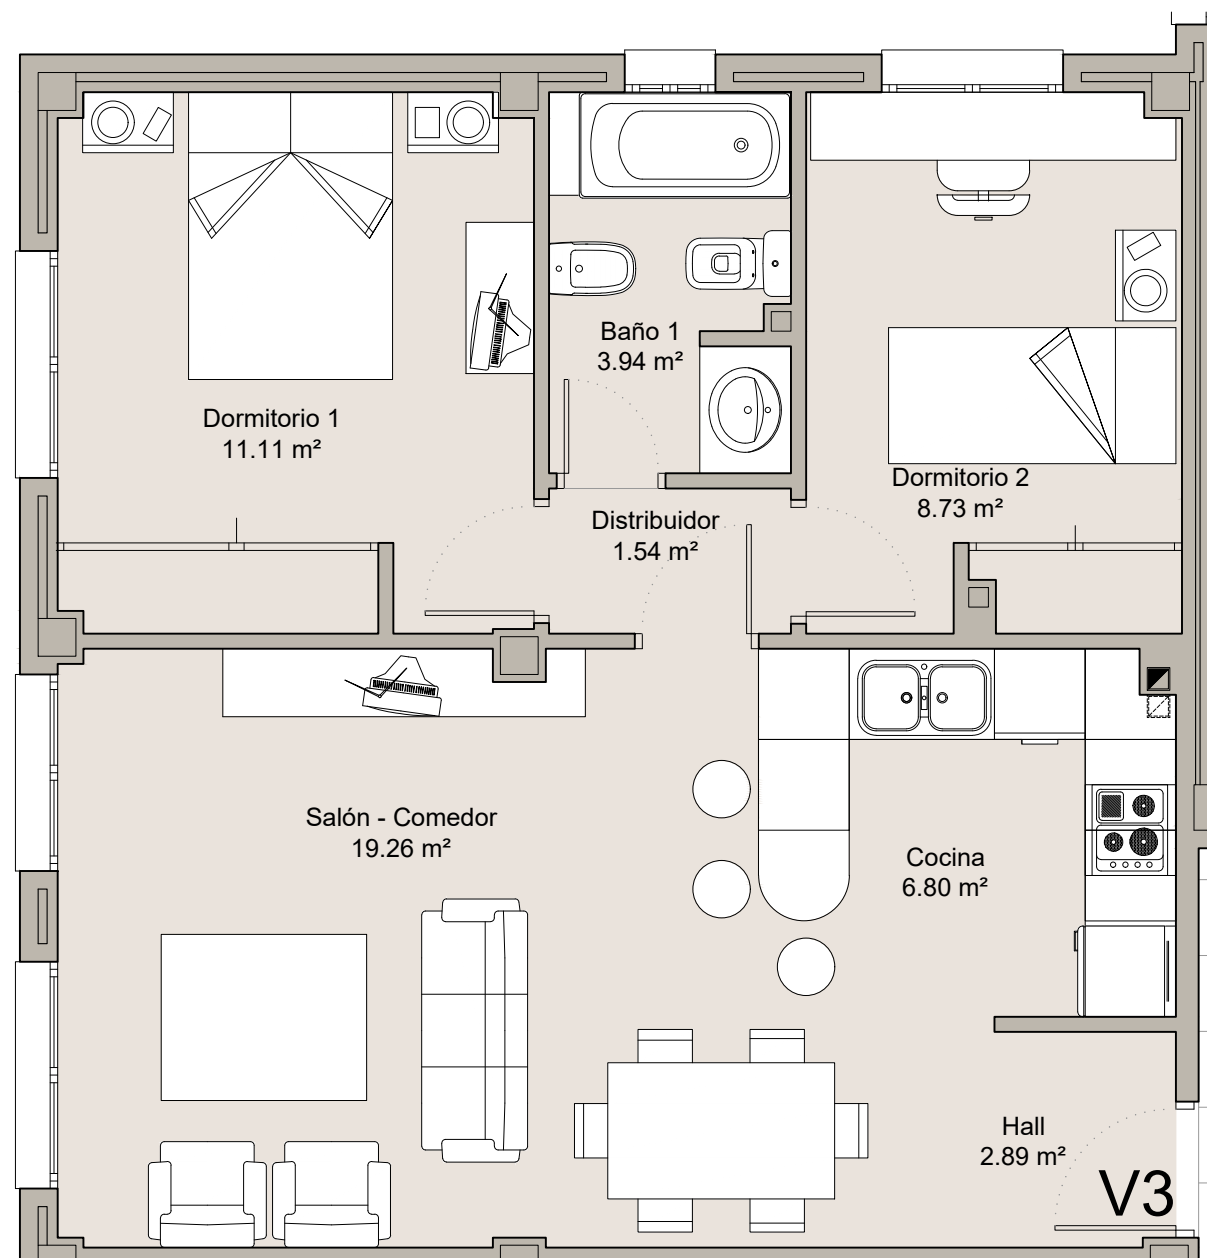 Baño 1
3.94 m²
Dormitorio 1
11.11 m²
Dormitorio 2
8.73 m²
Distribuidor
1.54 m²
Salón - Comedor
19.26 m²
Cocina
6.80 m²
Hall
2.89 m²
V3